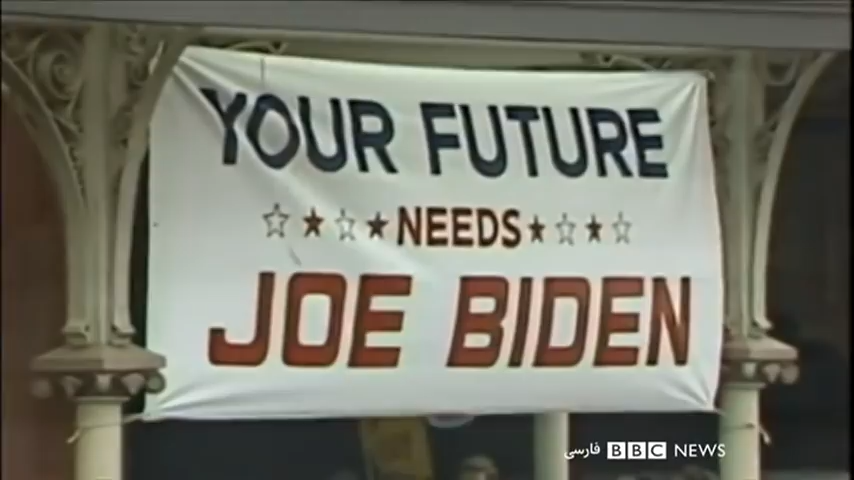 YOUR FUTURE
☆★☆★NEEDS★☆★☆
JOE BIDEN
فارسی BBC NEWS